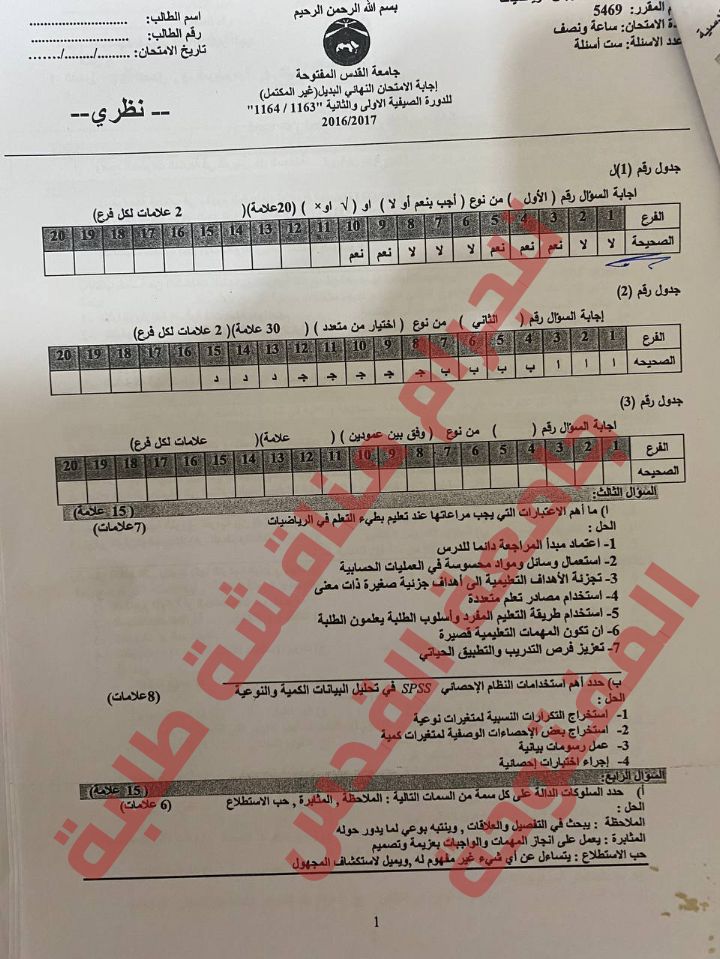 بسم الله الرحمن الرحيم
جامعة القدس المفتوحة
إجابة الامتحان النهائي البديل(غير المكتمل)
للدورة الصيفية الاولى والثانية "1163 / 1164"
2016/2017
اسم الطالب: ............................
رقم الطالب: ............................
تاريخ الامتحان: ....../......../........
-- نظري--
المقرر: 5469
الامتحان: ساعة ونصف
عدد الاسئلة: ست أسئلة
جدول رقم (1)ل
اجابة السؤال رقم ( الأول ) من نوع ( أجب بنعم أو لا ) او ( √ او × ) (20علامة)( 2 علامات لكل فرع)
الفرع 1 2 3 4 5 6 7 8 9 10 11 12 13 14 15 16 17 18 19 20
الصحيحة لا لا نعم نعم نعم لا لا لا نعم نعم
جدول رقم (2)
إجابة السؤال رقم ( الثاني ) من نوع ( اختيار من متعدد ) ( 30 علامة)( 2 علامات لكل فرع)
الفرع 1 2 3 4 5 6 7 8 9 10 11 12 13 14 15 16 17 18 19 20
الصحيحه ا ا ا ب ب ب ب ج ج ج ج ج د د د
جدول رقم (3)
اجابة السؤال رقم ( ) من نوع ( وفق بين عمودين ) ( علامة)( علامات لكل فرع)
الفرع 1 2 3 4 5 6 7 8 9 10 11 12 13 14 15 16 17 18 19 20
الصحيحه
السؤال الثالث: (15 علامة)
ا) ما أهم الاعتبارات التي يجب مراعاتها عند تعليم بطيء التعلم في الرياضيات (7علامات)
الحل :
1- اعتماد مبدأ المراجعة دائما للدرس
2- استعمال وسائل ومواد محسوسة في العمليات الحسابية
3- تجزئة الأهداف التعليمية الى أهداف جزئية صغيرة ذات معنى
4- استخدام مصادر تعلم متعددة
5- استخدام طريقة التعليم المفرد وأسلوب الطلبة يعلمون الطلبة
6- ان تكون المهمات التعليمية قصيرة
7- تعزيز فرص التدريب والتطبيق الحياتي
ب) حدد أهم استخدامات النظام الإحصائي SPSS في تحليل البيانات الكمية والنوعية (8علامات)
الحل :
1- استخراج التكرارات النسبية لمتغيرات نوعية
2- استخراج بعض الإحصاءات الوصفية لمتغيرات كمية
3- عمل رسومات بيانية
4- إجراء اختبارات إحصائية
السؤال الرابع: (15 علامة)
أ) حدد السلوكات الدالة على كل سمة من السمات التالية : الملاحظة , المثابرة , حب الاستطلاع (6 علامات)
الحل :
الملاحظة : يبحث في التفصيل والعلاقات , وينتبه بوعي لما يدور حوله
المثابرة : يعمل على انجاز المهمات والواجبات بعزيمة وتصميم
حب الاستطلاع : يتساءل عن أي شيء غير مفهوم له ,ويميل لاستكشاف المجهول
1
تلجرام مناقشة طلبة
جامعة القدس
المفتوحة